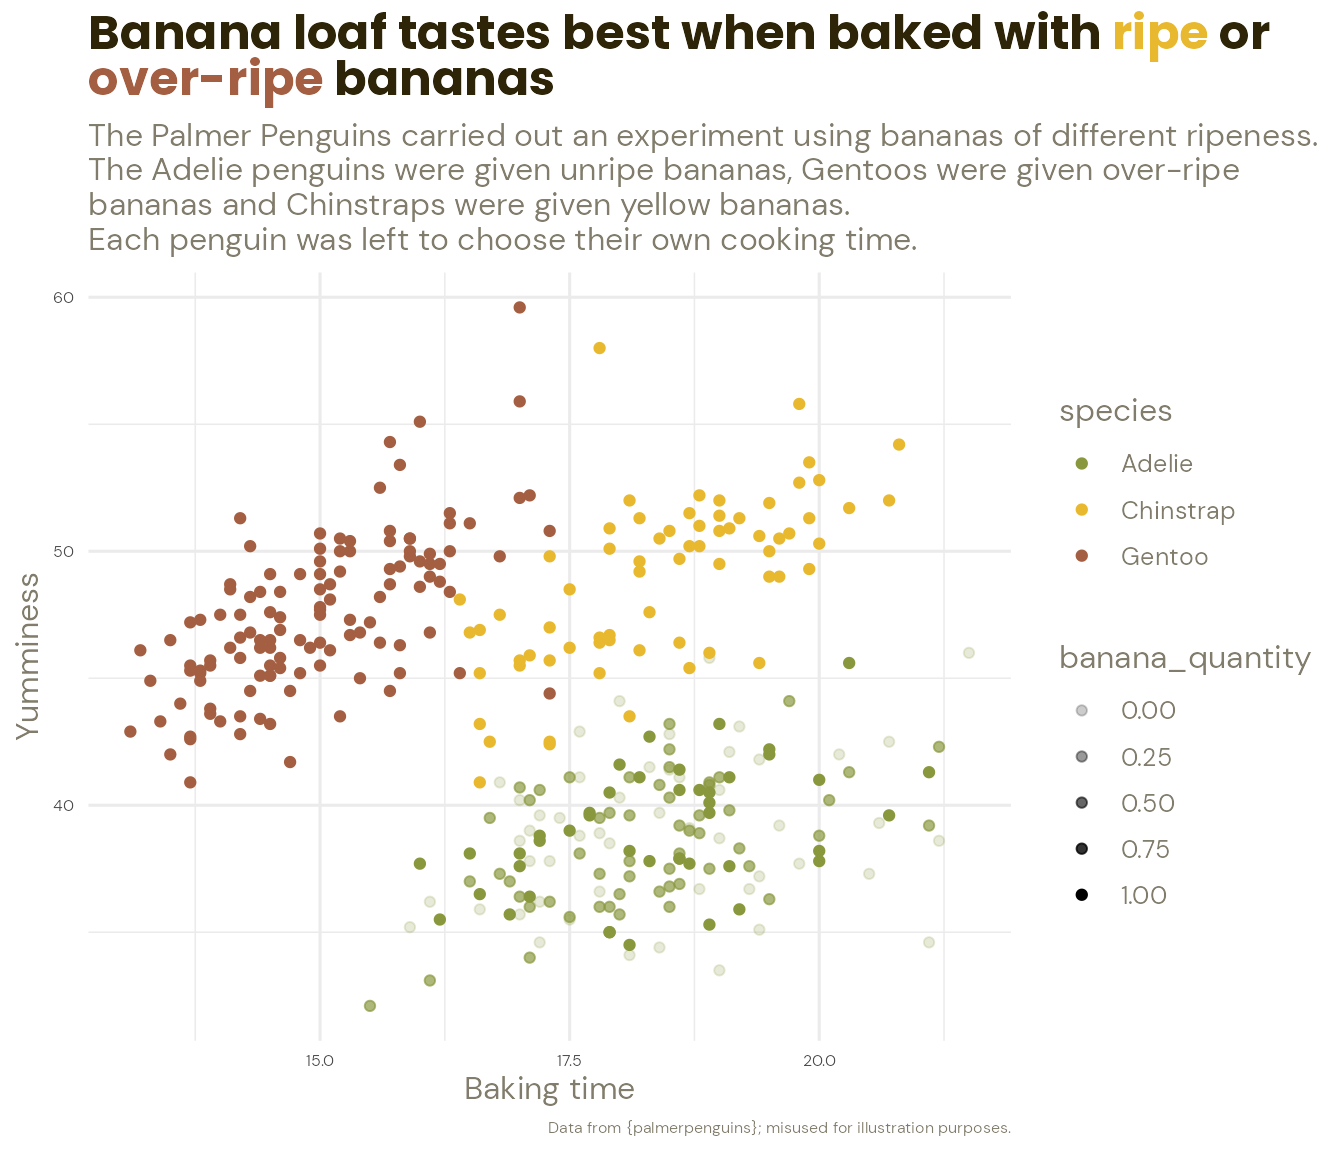 Banana loaf tastes best when baked with ripe or
over-ripe bananas
The Palmer Penguins carried out an experiment using bananas of different ripeness.
The Adelie penguins were given unripe bananas, Gentoos were given over-ripe
bananas and Chinstraps were given yellow bananas.
Each penguin was left to choose their own cooking time.
60
50
40
Yumminess
15.0
17.5
20.0
Baking time
species
Adelie
Chinstrap
Gentoo
banana_quantity
0.00
0.25
0.50
0.75
1.00
Data from {palmerpenguins}; misused for illustration purposes.